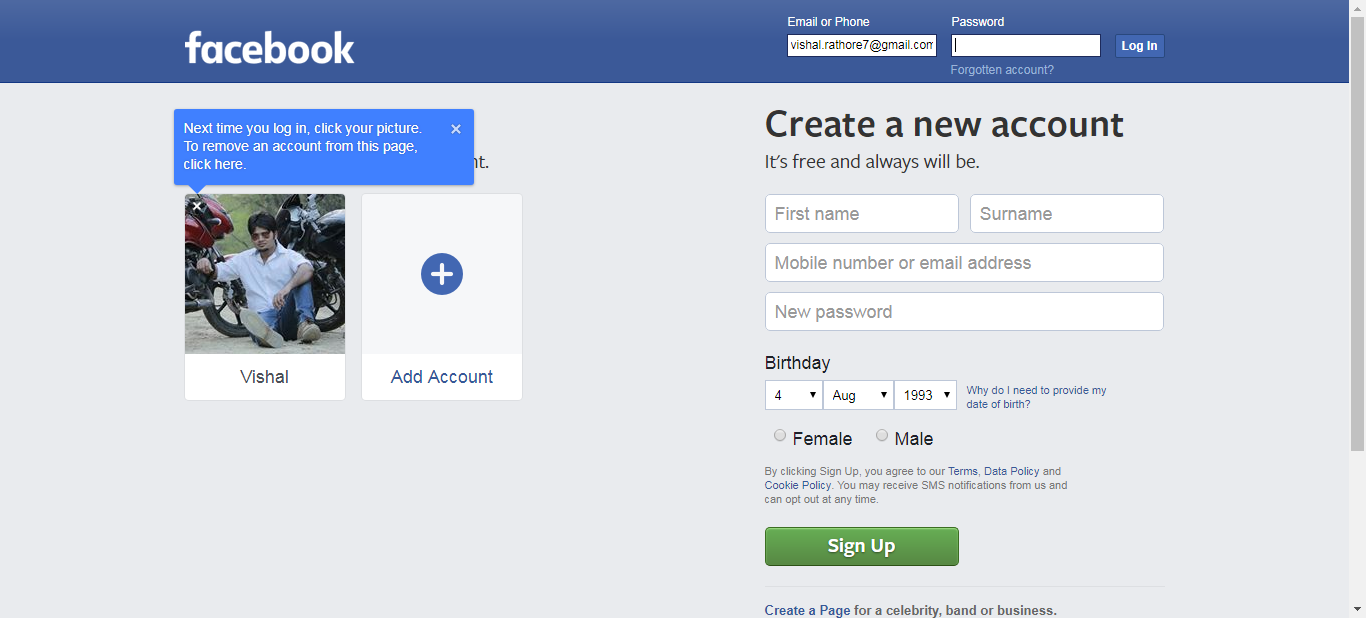 facebook
Email or Phone
Password
vishal.rathore7@gmail.com
Log In
Forgotten account?
Next time you log in, click your picture.
To remove an account from this page,
click here.
Vishal
Add Account
Create a new account
It's free and always will be.
First name
Surname
Mobile number or email address
New password
Birthday
4
Aug
1993
Why do I need to provide my
date of birth?
Female
Male
By clicking Sign Up, you agree to our Terms, Data Policy and
Cookie Policy. You may receive SMS notifications from us and
can opt out at any time.
Sign Up
Create a Page for a celebrity, band or business.